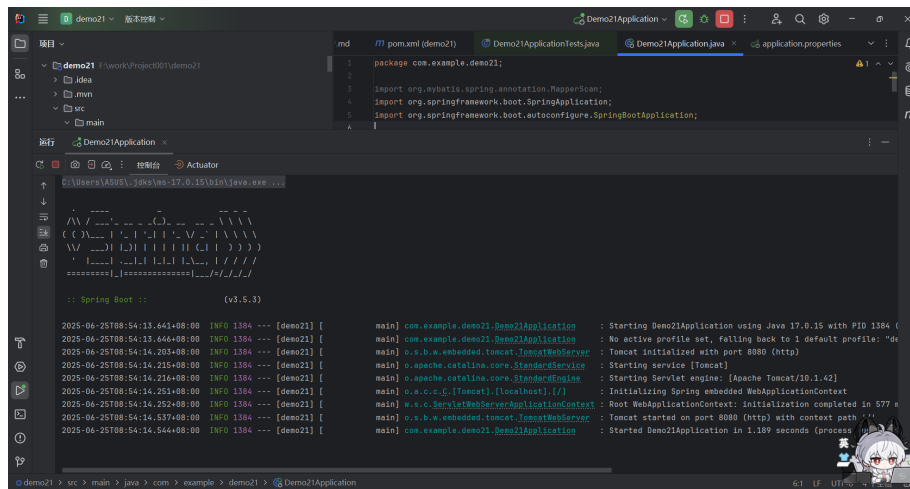 demo21
版本控制
Demo21Application
项目
.md
pom.xml (demo21)
Demo21ApplicationTests.java
Demo21Application.java
application.properties
demo21 F:\work\Project001\demo21
.idea
.mvn
src
main
1 package com.example.demo21;
2
3 import org.mybatis.spring.annotation.MapperScan;
4 import org.springframework.boot.SpringApplication;
5 import org.springframework.boot.autoconfigure.SpringBootApplication;
6
1
运行
Demo21Application
控制台
Actuator
C:\Users\ASUS\.jdks\ms-17.0.15\bin\java.exe ...
:: Spring Boot :: (v3.5.3)
2025-06-25T08:54:13.641+08:00 INFO 1384 --- [demo21] [ main] com.example.demo21.Demo21Application : Starting Demo21Application using Java 17.0.15 with PID 1384 (
2025-06-25T08:54:13.646+08:00 INFO 1384 --- [demo21] [ main] com.example.demo21.Demo21Application : No active profile set, falling back to 1 default profile: "de
2025-06-25T08:54:14.203+08:00 INFO 1384 --- [demo21] [ main] o.s.b.w.embedded.tomcat.TomcatWebServer : Tomcat initialized with port 8080 (http)
2025-06-25T08:54:14.215+08:00 INFO 1384 --- [demo21] [ main] o.apache.catalina.core.StandardService : Starting service [Tomcat]
2025-06-25T08:54:14.216+08:00 INFO 1384 --- [demo21] [ main] o.apache.catalina.core.StandardEngine : Starting Servlet engine: [Apache Tomcat/10.1.42]
2025-06-25T08:54:14.251+08:00 INFO 1384 --- [demo21] [ main] o.a.c.c.C.[Tomcat].[localhost].[/] : Initializing Spring embedded WebApplicationContext
2025-06-25T08:54:14.252+08:00 INFO 1384 --- [demo21] [ main] w.s.c.ServletWebServerApplicationContext : Root WebApplicationContext: initialization completed in 577 m
2025-06-25T08:54:14.537+08:00 INFO 1384 --- [demo21] [ main] o.s.b.w.embedded.tomcat.TomcatWebServer : Tomcat started on port 8080 (http) with context path '/'
2025-06-25T08:54:14.544+08:00 INFO 1384 --- [demo21] [ main] com.example.demo21.Demo21Application : Started Demo21Application in 1.189 seconds (process
英
demo21 > src > main > java > com > example > demo21 > Demo21Application
6:1 LF